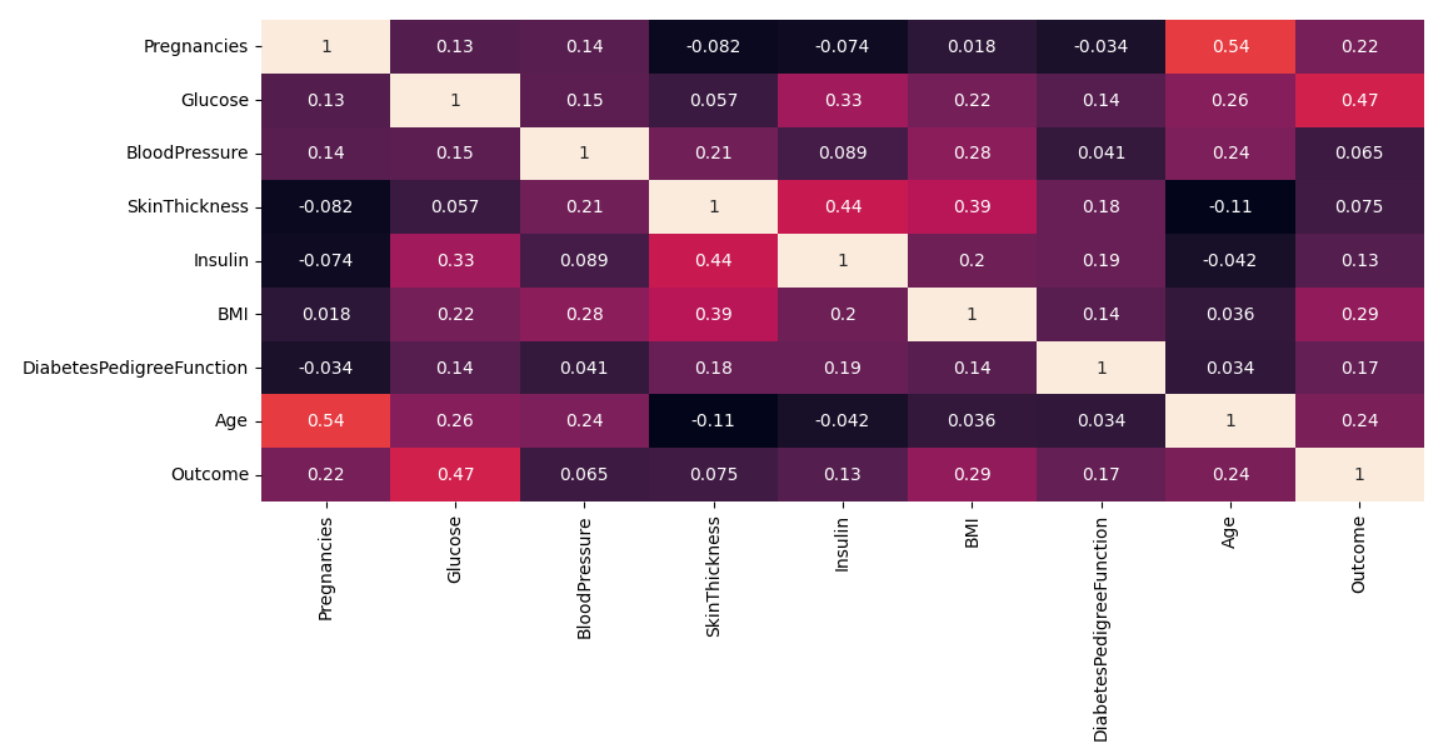 Pregnancies 1 0.13 0.14 -0.082 -0.074 0.018 -0.034 0.54 0.22
Glucose 0.13 1 0.15 0.057 0.33 0.22 0.14 0.26 0.47
BloodPressure 0.14 0.15 1 0.21 0.089 0.28 0.041 0.24 0.065
SkinThickness -0.082 0.057 0.21 1 0.44 0.39 0.18 -0.11 0.075
Insulin -0.074 0.33 0.089 0.44 1 0.2 0.19 -0.042 0.13
BMI 0.018 0.22 0.28 0.39 0.2 1 0.14 0.036 0.29
DiabetesPedigreeFunction -0.034 0.14 0.041 0.18 0.19 0.14 1 0.034 0.17
Age 0.54 0.26 0.24 -0.11 -0.042 0.036 0.034 1 0.24
Outcome 0.22 0.47 0.065 0.075 0.13 0.29 0.17 0.24 1
Pregnancies
Glucose
BloodPressure
SkinThickness
Insulin
BMI
DiabetesPedigreeFunction
Age
Outcome